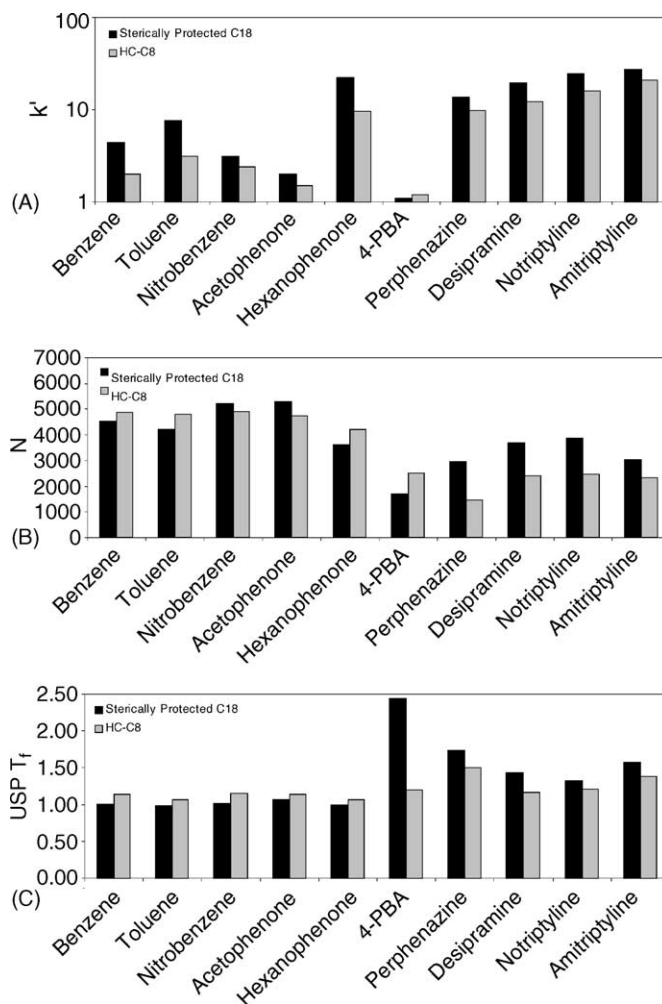 100
Sterically Protected C18
HC-C8
k'
10
1
(A)
Benzene
Toluene
Nitrobenzene
Acetophenone
Hexanophenone
4-PBA
Perphenazine
Desipramine
Notriptyline
Amitriptyline
7000
Sterically Protected C18
6000
HC-C8
5000
N
4000
3000
2000
1000
0
(B)
Benzene
Toluene
Nitrobenzene
Acetophenone
Hexanophenone
4-PBA
Perphenazine
Desipramine
Notriptyline
Amitriptyline
2.50
Sterically Protected C18
HC-C8
2.00
USP Tf
1.50
1.00
0.50
0.00
(C)
Benzene
Toluene
Nitrobenzene
Acetophenone
Hexanophenone
4-PBA
Perphenazine
Desipramine
Notriptyline
Amitriptyline